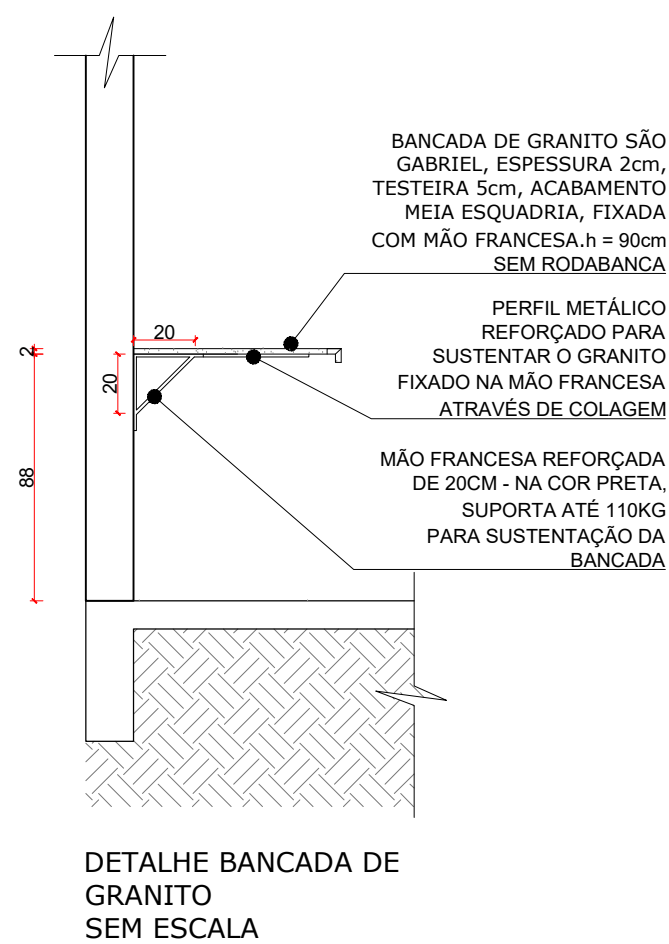 BANCADA DE GRANITO SÃO
GABRIEL, ESPESSURA 2cm,
TESTEIRA 5cm, ACABAMENTO
MEIA ESQUADRIA, FIXADA
COM MÃO FRANCESA.h = 90cm
SEM RODABANCA
PERFIL METÁLICO
REFORÇADO PARA
SUSTENTAR O GRANITO
FIXADO NA MÃO FRANCESA
ATRAVÉS DE COLAGEM
MÃO FRANCESA REFORÇADA
DE 20CM - NA COR PRETA,
SUPORTA ATÉ 110KG
PARA SUSTENTAÇÃO DA
BANCADA
20
2
20
88
DETALHE BANCADA DE
GRANITO
SEM ESCALA